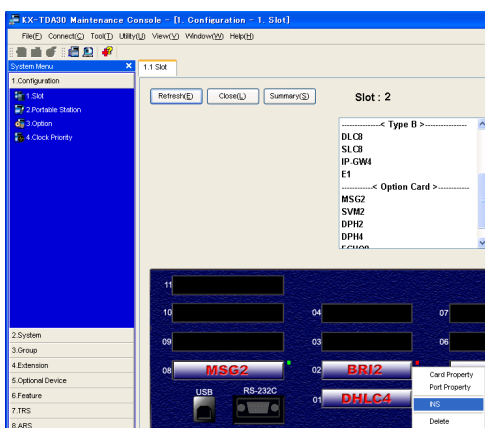 KX-TDA30 Maintenance Console - [1. Configuration - 1. Slot]
File(F) Connect(C) Tool(T) Utility(U) View(V) Window(W) Help(H)
System Menu X
1.1 Slot
1.Configuration
1.Slot
2.Portable Station
3.Option
4.Clock Priority
Refresh(E) Close(L) Summary(S)
Slot : 2
---------------< Type B >---------------
DLC8
SLC8
IP-GW4
E1
------------< Option Card >-----------
MSG2
SVM2
DPH2
DPH4
ECHO8
11
10 04 07
09 03 06
08 MSG2 02 BRI2
USB RS-232C
01 DHLC4
Card Property
Port Property
INS
Delete
2.System
3.Group
4.Extension
5.Optional Device
6.Feature
7.TRS
8.ARS